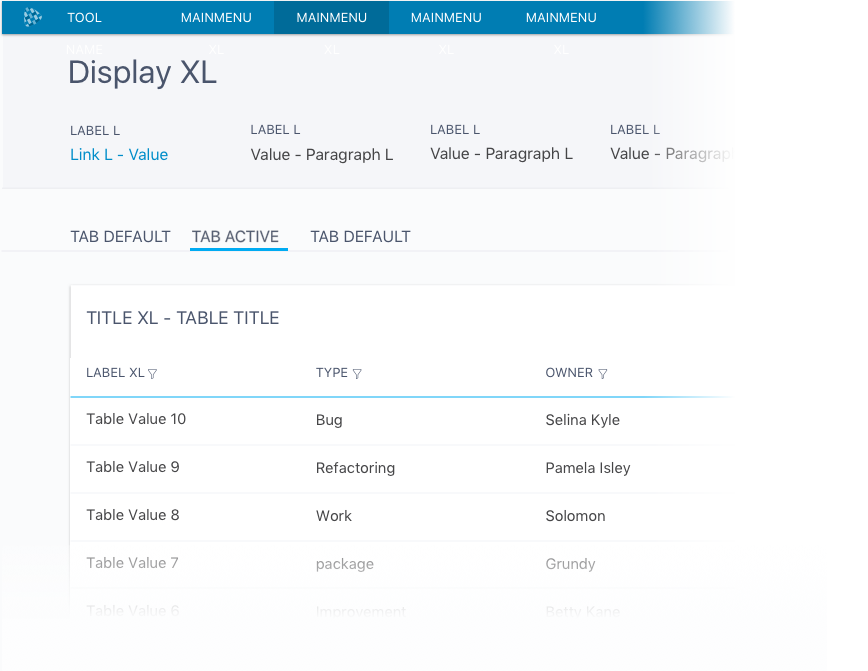 TOOL MAINMENU MAINMENU MAINMENU MAINMENU
NAME XL XL XL XL
Display XL
LABEL L LABEL L LABEL L LABEL L
Link L - Value Value - Paragraph L Value - Paragraph L Value - Paragrap
TAB DEFAULT TAB ACTIVE TAB DEFAULT
TITLE XL - TABLE TITLE
LABEL XL TYPE OWNER
Table Value 10 Bug Selina Kyle
Table Value 9 Refactoring Pamela Isley
Table Value 8 Work Solomon
Table Value 7 package Grundy
Table Value 6 Improvement Betty Kane